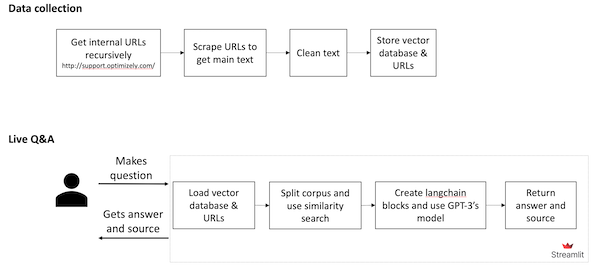 Data collection
Get internal URLs
recursively
http://support.optimizely.com/
Scrape URLs to
get main text
Clean text
Store vector
database &
URLs
Live Q&A
Makes
question
Gets answer
and source
Load vector
database &
URLs
Split corpus and
use similarity
search
Create langchain
blocks and use GPT-3's
model
Return
answer and
source
Streamlit